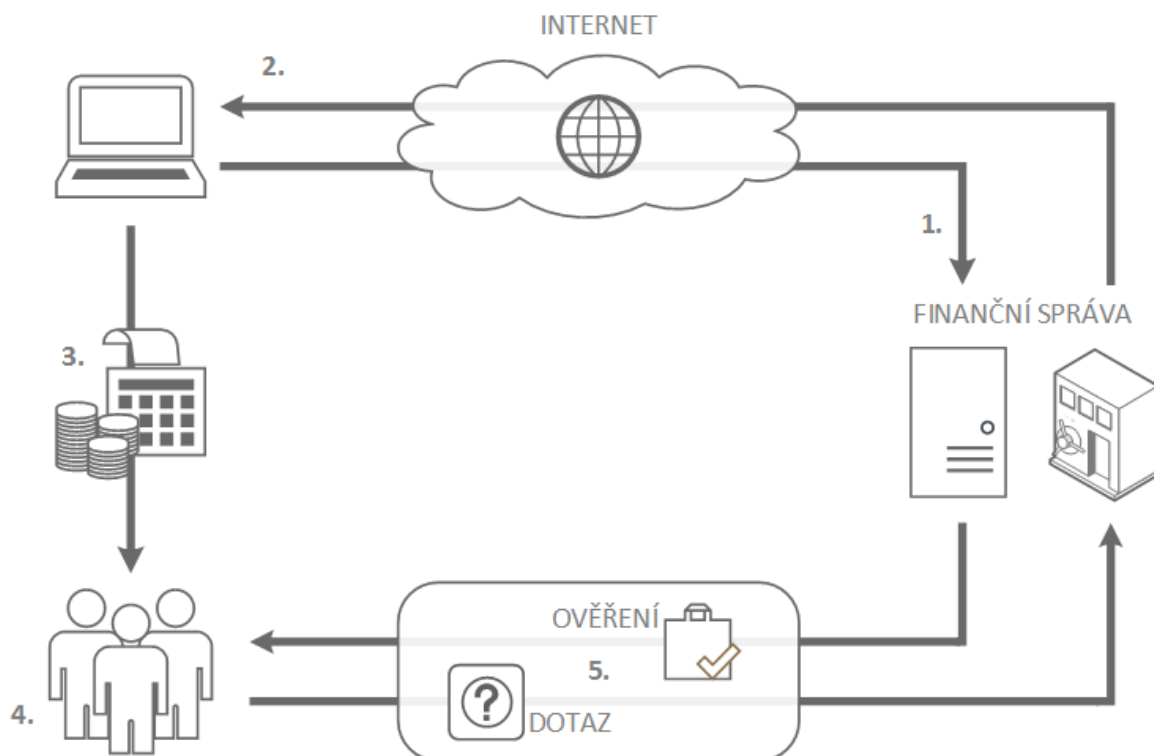 INTERNET
2.
1.
FINANČNÍ SPRÁVA
3.
OVĚŘENÍ
5.
4.
?
DOTAZ